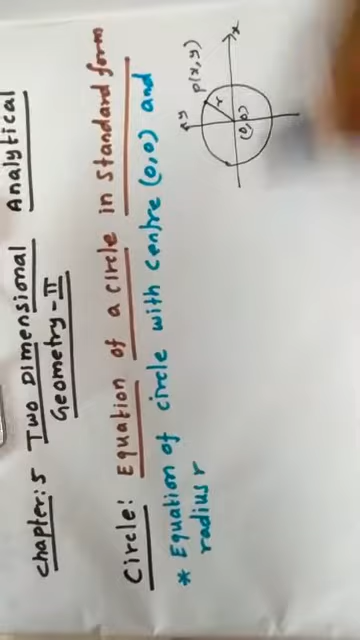 Chapter:5 Two Dimensional Analytical
Geometry-II
Circle: Equation of a circle in standard form
* Equation of circle with centre (0,0) and
radius r
y
P(x,y)
r
(0,0)
x